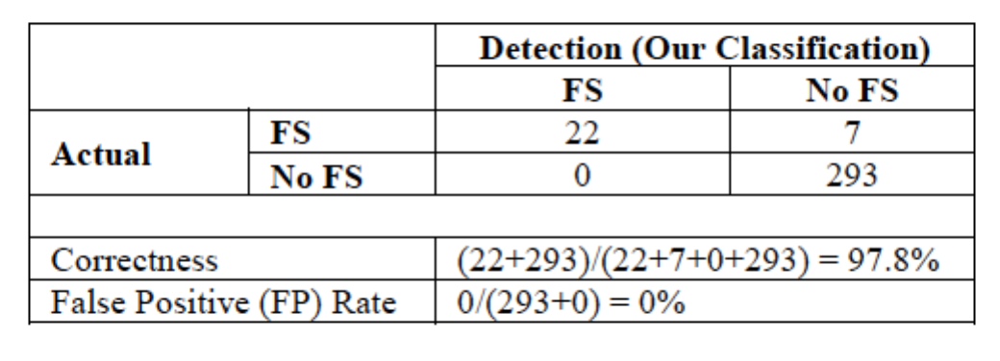 Detection (Our Classification)
FS No FS
Actual
FS 22 7
No FS 0 293
Correctness (22+293)/(22+7+0+293) = 97.8%
False Positive (FP) Rate 0/(293+0) = 0%